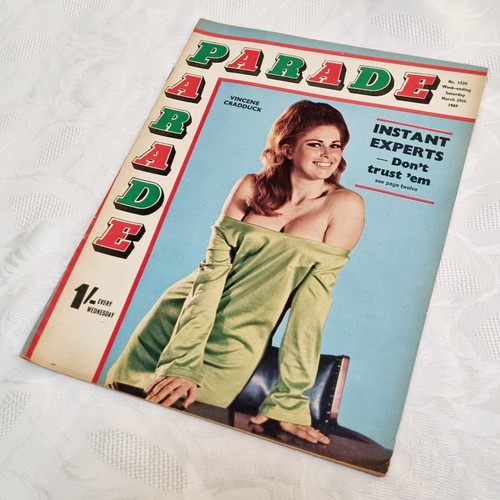 PARADE
PARADE
No. 1529
Week-ending
Saturday
March 29th
1969
VINCENE
CRADDUCK
INSTANT
EXPERTS
— Don't
trust 'em
see page twelve
1/- EVERY
WEDNESDAY